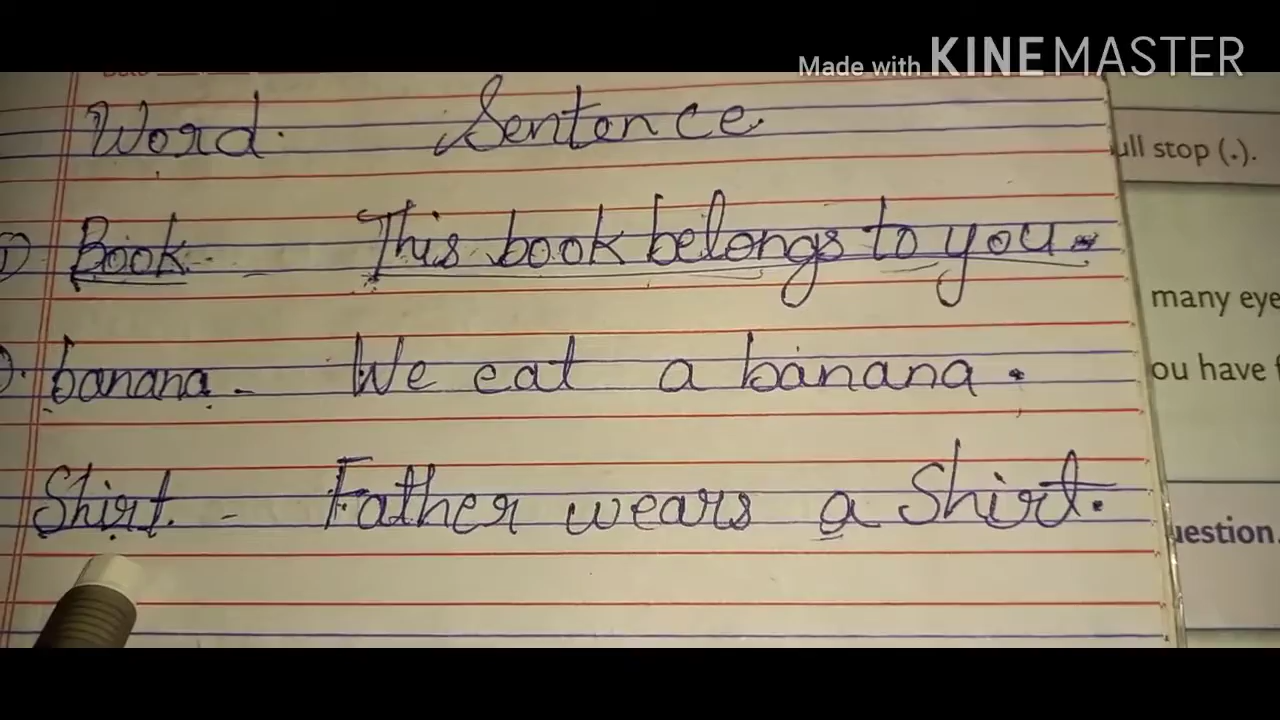 Made with KINEMASTER
Word. Sentence.
ull stop (.).
1) Book. - This book belongs to you.
many eye
banana. - We eat a banana.
ou have f
Shirt. - Father wears a Shirt.
uestion.